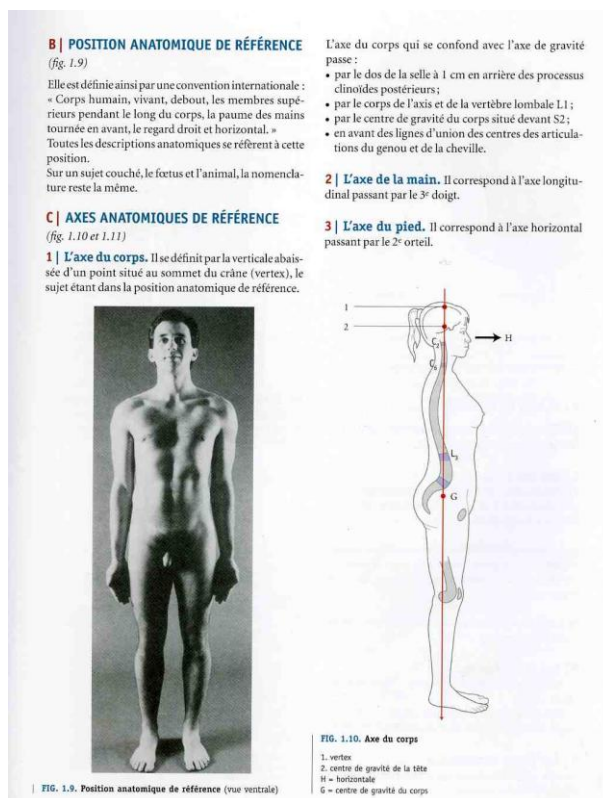 B | POSITION ANATOMIQUE DE RÉFÉRENCE
(fig. 1.9)
Elle est définie ainsi par une convention internationale :
« Corps humain, vivant, debout, les membres supé-
rieurs pendant le long du corps, la paume des mains
tournée en avant, le regard droit et horizontal. »
Toutes les descriptions anatomiques se réfèrent à cette
position.
Sur un sujet couché, le fœtus et l'animal, la nomencla-
ture reste la même.
C | AXES ANATOMIQUES DE RÉFÉRENCE
(fig. 1.10 et 1.11)
1 | L'axe du corps. Il se définit par la verticale abais-
sée d'un point situé au sommet du crâne (vertex), le
sujet étant dans la position anatomique de référence.
| FIG. 1.9. Position anatomique de référence (vue ventrale)
L'axe du corps qui se confond avec l'axe de gravité
passe :
• par le dos de la selle à 1 cm en arrière des processus
clinoïdes postérieurs ;
• par le corps de l'axis et de la vertèbre lombale L1 ;
• par le centre de gravité du corps situé devant S2 ;
• en avant des lignes d'union des centres des articula-
tions du genou et de la cheville.
2 | L'axe de la main. Il correspond à l'axe longitu-
dinal passant par le 3e doigt.
3 | L'axe du pied. Il correspond à l'axe horizontal
passant par le 2e orteil.
1
2
H
C2
C6
L3
G
FIG. 1.10. Axe du corps
1. vertex
2. centre de gravité de la tête
H = horizontale
G = centre de gravité du corps